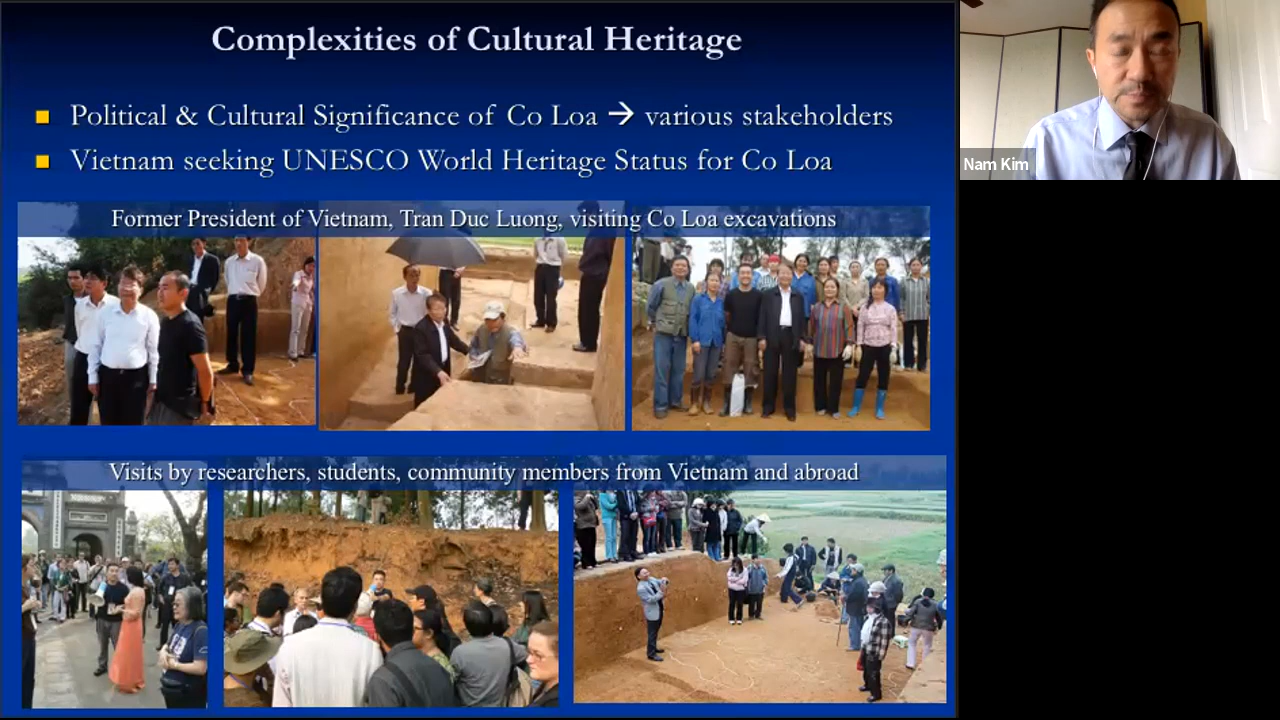 Complexities of Cultural Heritage
Political & Cultural Significance of Co Loa → various stakeholders
Vietnam seeking UNESCO World Heritage Status for Co Loa
Former President of Vietnam, Tran Duc Luong, visiting Co Loa excavations
Visits by researchers, students, community members from Vietnam and abroad
Nam Kim